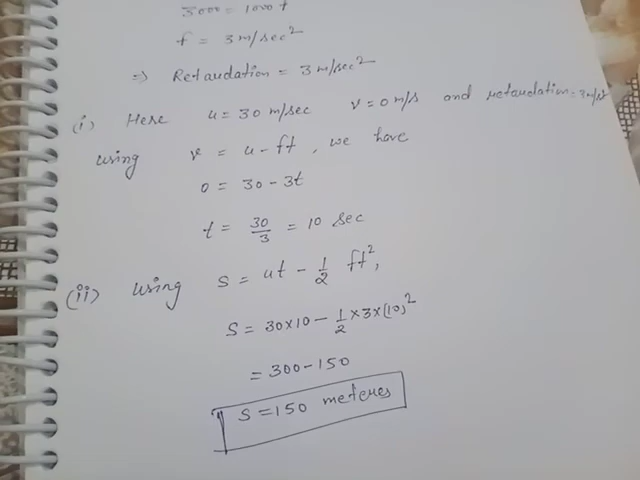 3000 = 1000 f
f = 3 m/sec²
⇒ Retardation = 3 m/sec²
(i) Here u = 30 m/sec v = 0 m/s and retardation = 3 m/s²
using v = u - ft, we have
0 = 30 - 3t
t = 30/3 = 10 sec
(ii) using S = ut - 1/2 ft²,
S = 30×10 - 1/2 ×3×(10)²
= 300 - 150
S = 150 meteres